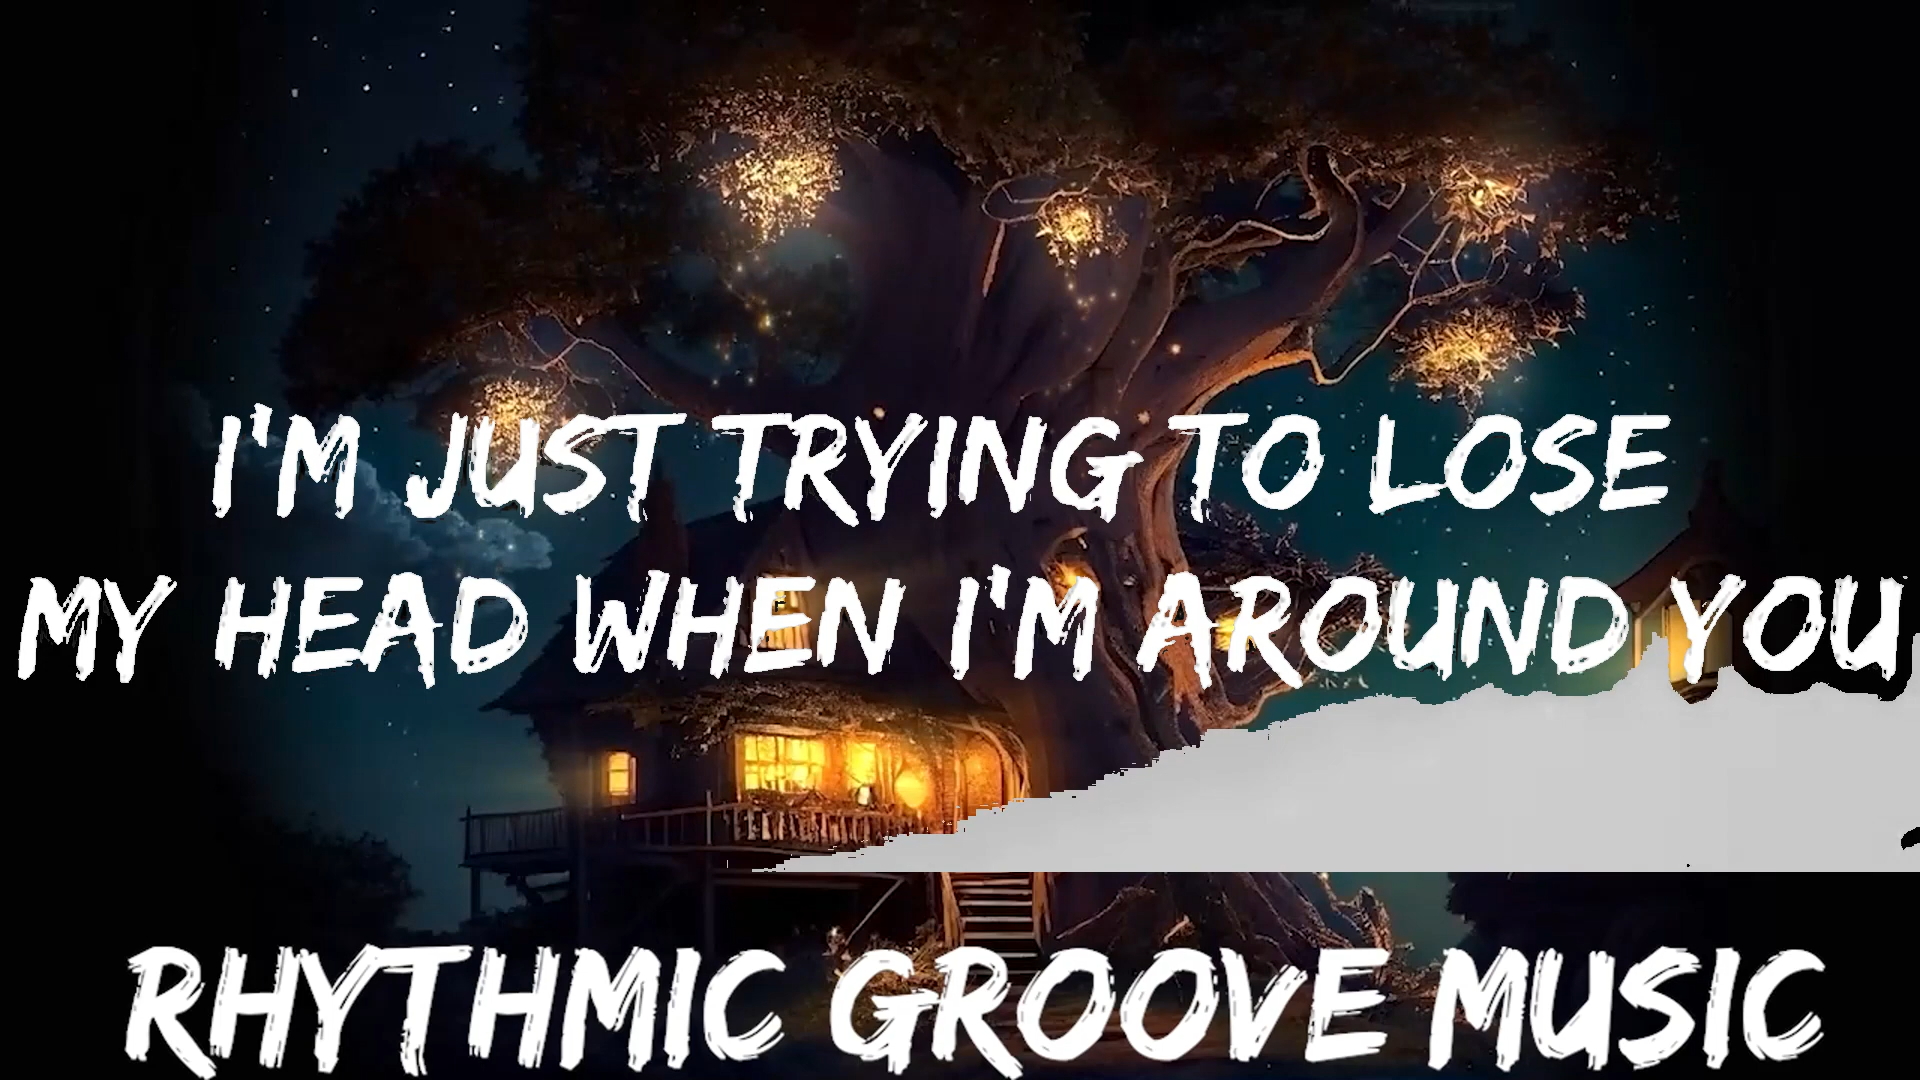 I'M JUST TRYING TO LOSE
MY HEAD WHEN I'M AROUND YOU
RHYTHMIC GROOVE MUSIC